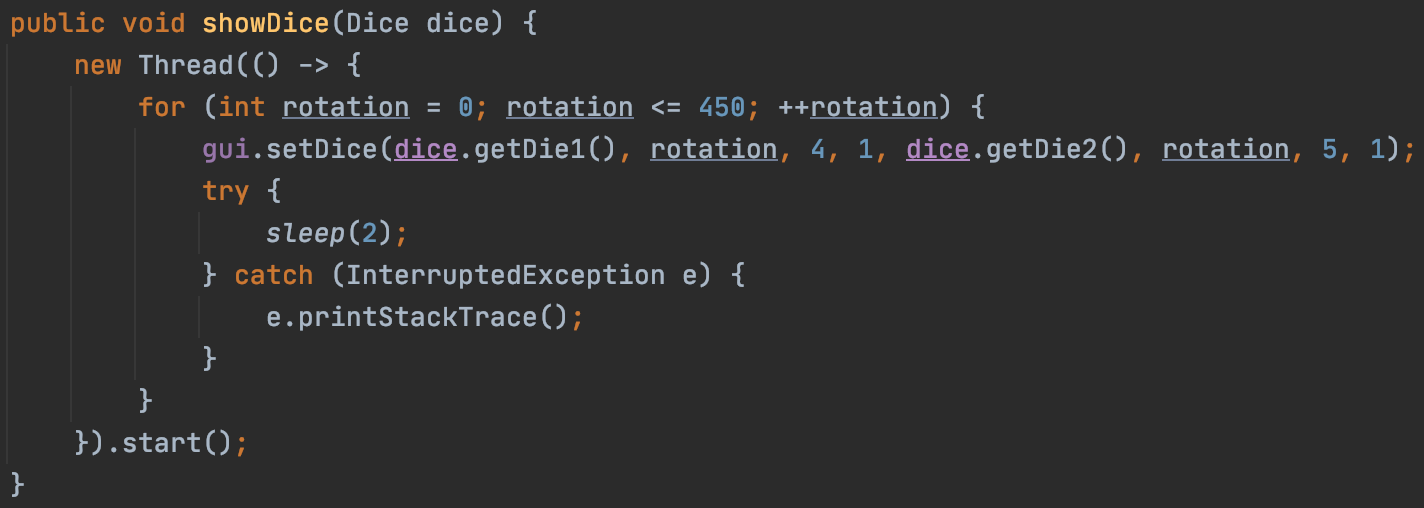 public void showDice(Dice dice) {
    new Thread(() -> {
        for (int rotation = 0; rotation <= 450; ++rotation) {
            gui.setDice(dice.getDie1(), rotation, 4, 1, dice.getDie2(), rotation, 5, 1);
            try {
                sleep(2);
            } catch (InterruptedException e) {
                e.printStackTrace();
            }
        }
    }).start();
}